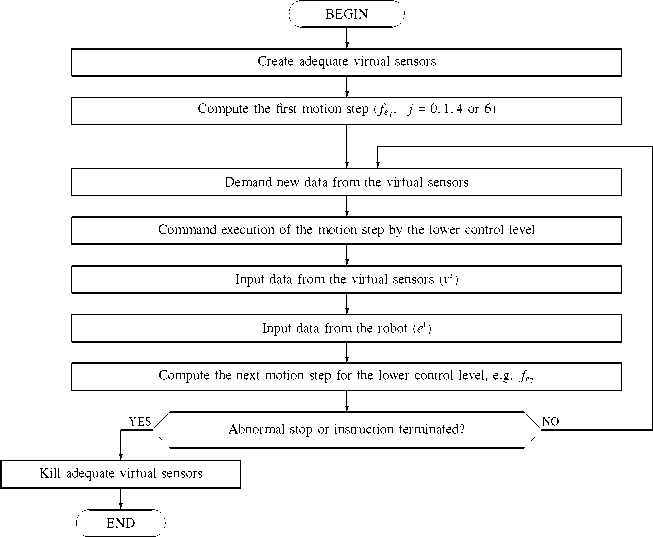 BEGIN
Create adequate virtual sensors
Compute the first motion step (f_{e_j}, j = 0, 1, 4 or 6)
Demand new data from the virtual sensors
Command execution of the motion step by the lower control level
Input data from the virtual sensors (v^i)
Input data from the robot (e^i)
Compute the next motion step for the lower control level, e.g. f_{e_7}
Abnormal stop or instruction terminated?
YES
NO
Kill adequate virtual sensors
END